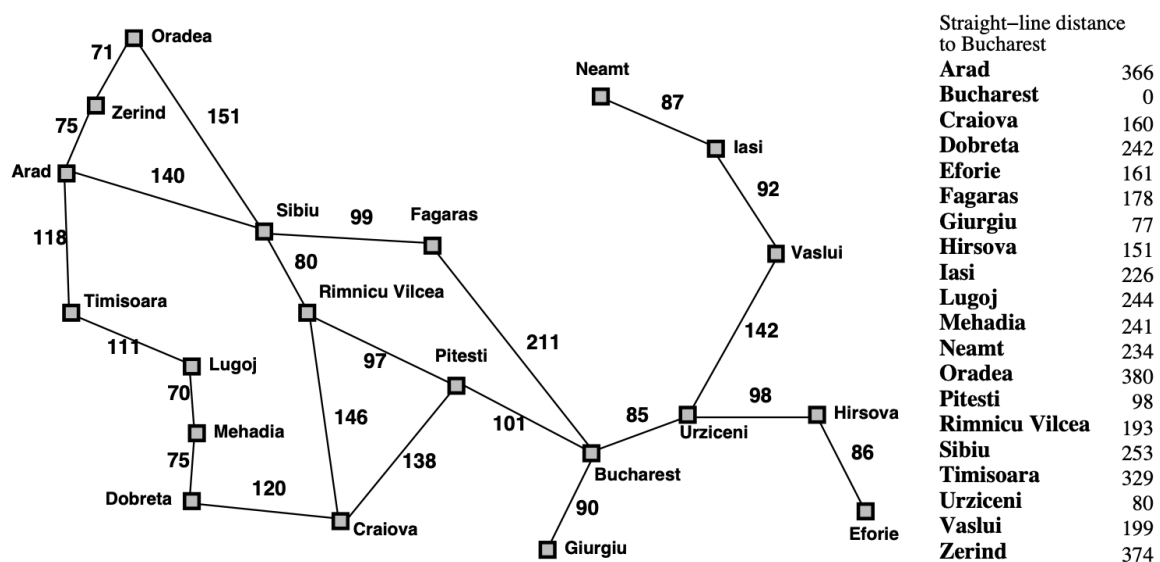 Oradea
71
Neamt
Zerind
87
151
75
Iasi
Arad
140
92
Sibiu
99
Fagaras
118
80
Vaslui
Timisoara
Rimnicu Vilcea
111
211
142
Lugoj
97
Pitesti
70
146
98
Hirsova
85
101
Mehadia
Urziceni
75
138
86
120
Bucharest
Dobreta
90
Craiova
Eforie
Giurgiu
Straight−line distance
to Bucharest
Arad 366
Bucharest 0
Craiova 160
Dobreta 242
Eforie 161
Fagaras 178
Giurgiu 77
Hirsova 151
Iasi 226
Lugoj 244
Mehadia 241
Neamt 234
Oradea 380
Pitesti 98
Rimnicu Vilcea 193
Sibiu 253
Timisoara 329
Urziceni 80
Vaslui 199
Zerind 374